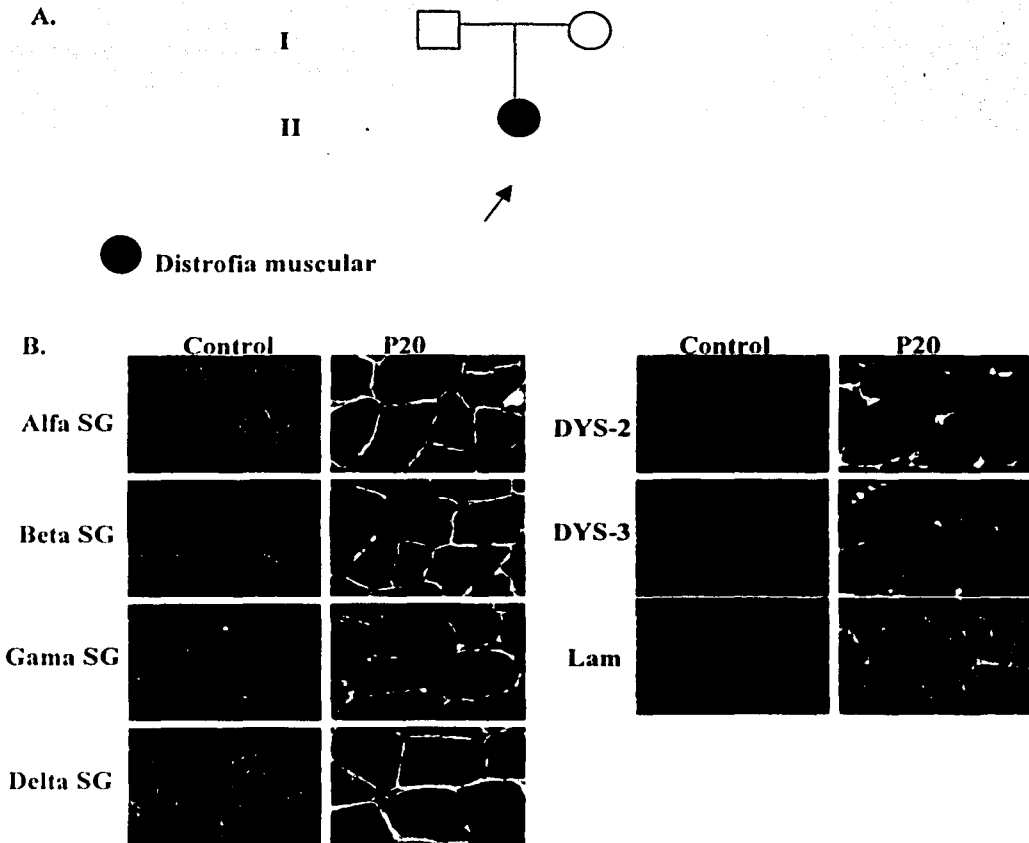 A.
I
II
Distrofia muscular
B.
Control P20
Alfa SG
Beta SG
Gama SG
Delta SG
Control P20
DYS-2
DYS-3
Lam